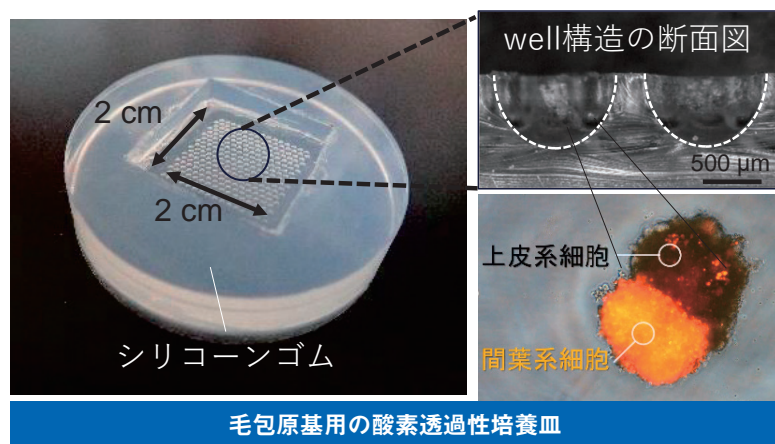 2 cm
2 cm
シリコーンゴム
well構造の断面図
500 μm
上皮系細胞
間葉系細胞
毛包原基用の酸素透過性培養皿